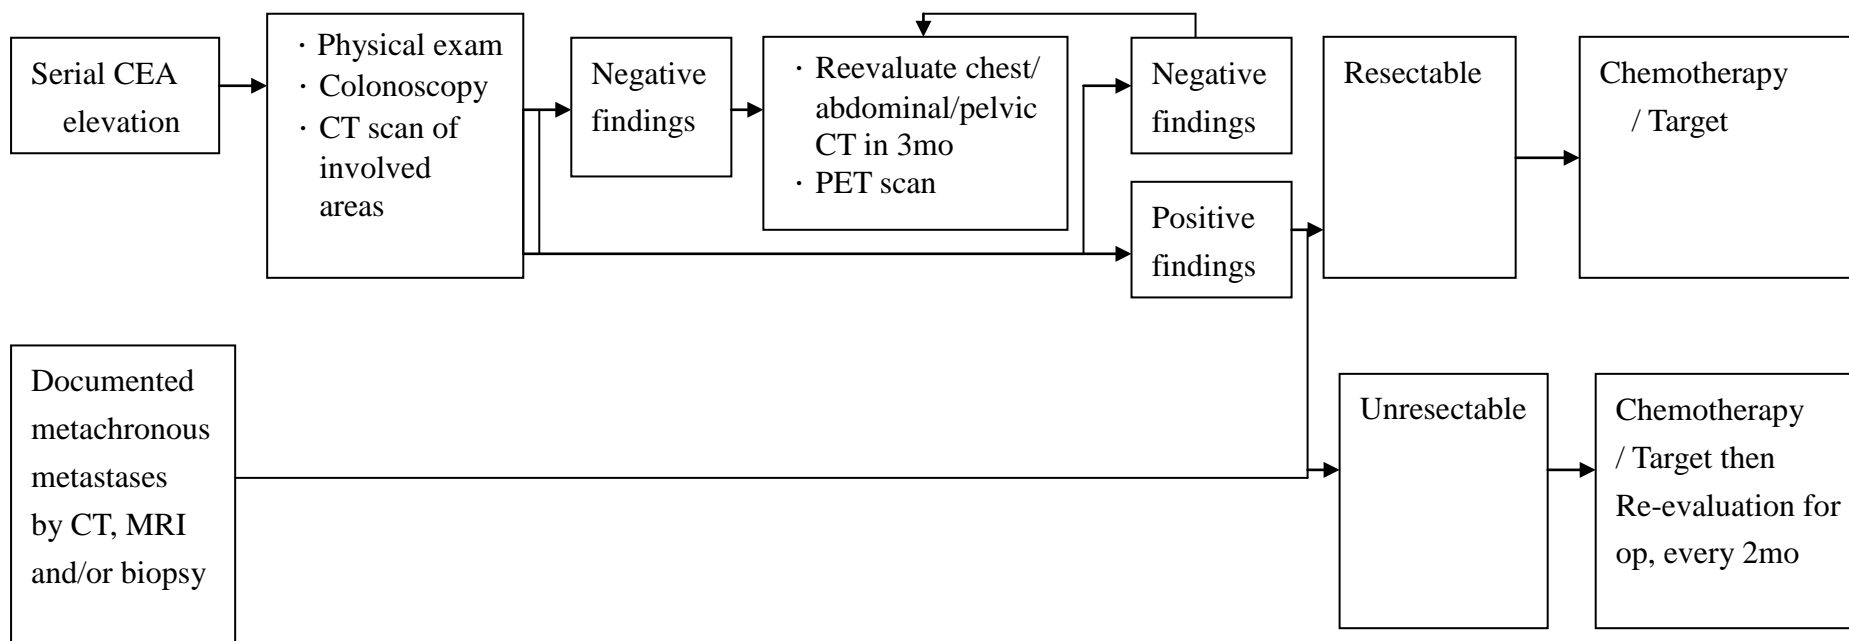 Serial CEA
elevation
· Physical exam
· Colonoscopy
· CT scan of
involved
areas
Negative
findings
· Reevaluate chest/
abdominal/pelvic
CT in 3mo
· PET scan
Negative
findings
Positive
findings
Resectable
Chemotherapy
/ Target
Documented
metachronous
metastases
by CT, MRI
and/or biopsy
Unresectable
Chemotherapy
/ Target then
Re-evaluation for
op, every 2mo